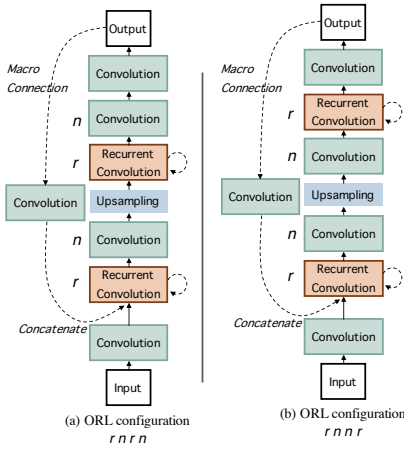 Output
Macro
Connection
Convolution
n
Convolution
r
Recurrent
Convolution
Convolution
Upsampling
n
Convolution
r
Recurrent
Convolution
Concatenate
Convolution
Input
(a) ORL configuration
r n r n
Output
Macro
Connection
Convolution
r
Recurrent
Convolution
n
Convolution
Convolution
Upsampling
n
Convolution
r
Recurrent
Convolution
Concatenate
Convolution
Input
(b) ORL configuration
r n n r